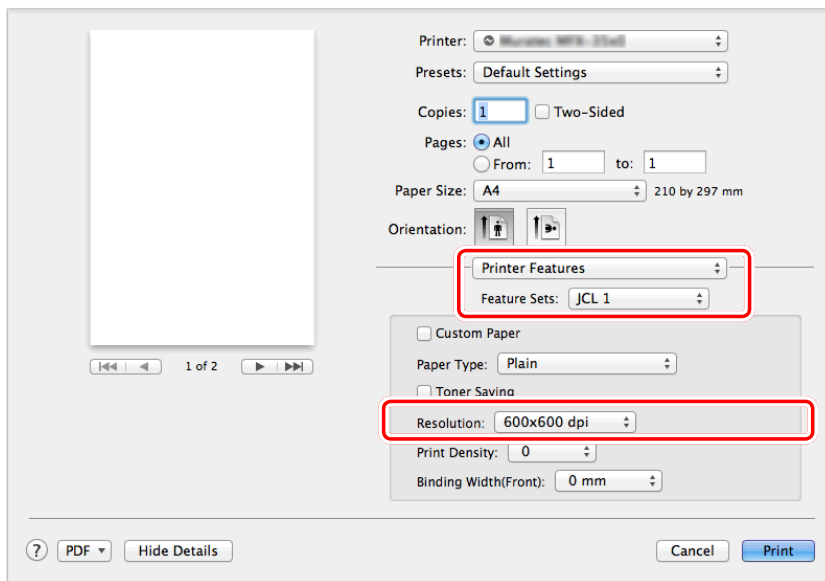 Printer:
Presets: Default Settings
Copies: 1 Two-Sided
Pages: All
From: 1 to: 1
Paper Size: A4 210 by 297 mm
Orientation:
Printer Features
Feature Sets: JCL 1
Custom Paper
Paper Type: Plain
Toner Saving
Resolution: 600x600 dpi
Print Density: 0
Binding Width(Front): 0 mm
1 of 2
? PDF Hide Details Cancel Print